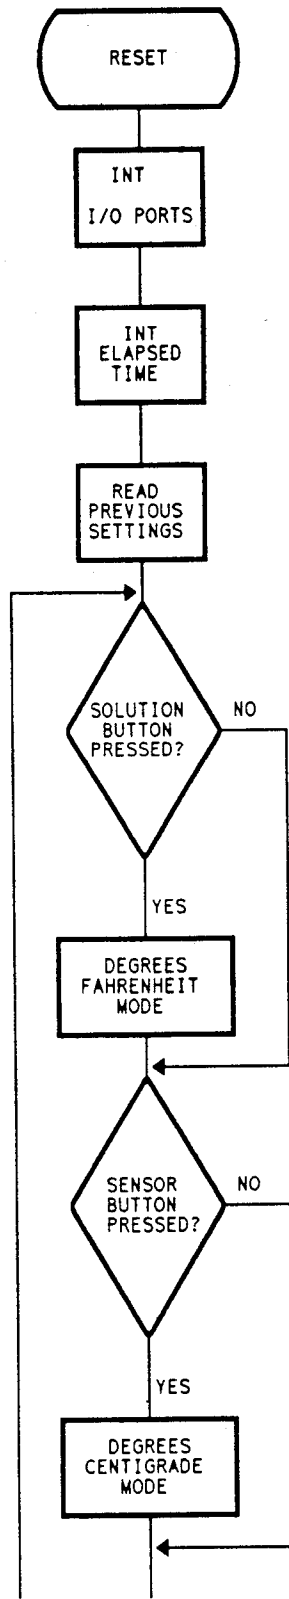 RESET
INT
I/O PORTS
INT
ELAPSED
TIME
READ
PREVIOUS
SETTINGS
SOLUTION
BUTTON
PRESSED?
NO
YES
DEGREES
FAHRENHEIT
MODE
SENSOR
BUTTON
PRESSED?
NO
YES
DEGREES
CENTIGRADE
MODE